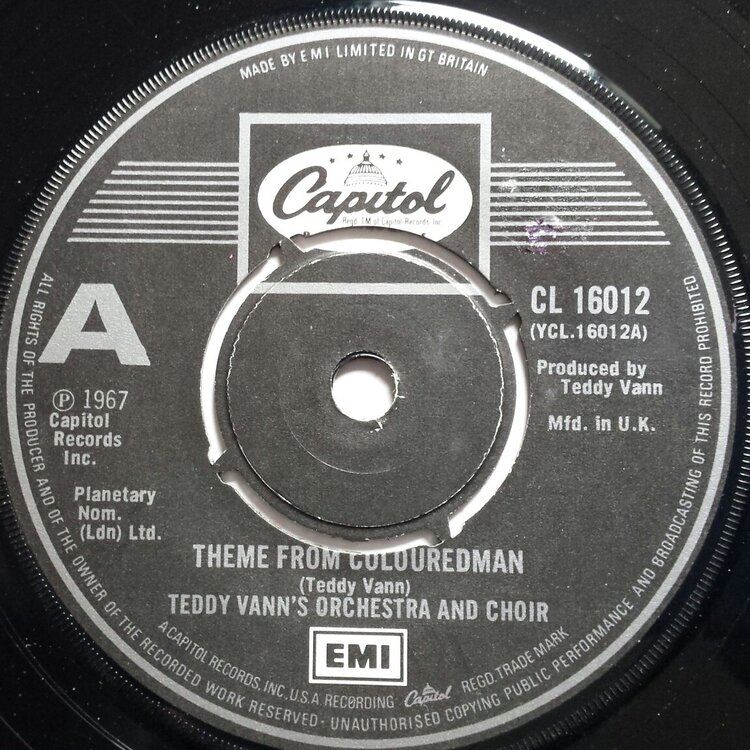 MADE BY E M I LIMITED IN GT BRITAIN
Capitol
Regd. TM of Capitol Records, Inc.
A
CL 16012
(YCL.16012A)
Produced by
Teddy Vann
Mfd. in U.K.
℗ 1967
Capitol
Records
Inc.
Planetary
Nom.
(Ldn) Ltd.
THEME FROM COLOUREDMAN
(Teddy Vann)
TEDDY VANN'S ORCHESTRA AND CHOIR
EMI
A CAPITOL RECORDS, INC. U.S.A. RECORDING Capitol REGD. TRADE MARK
ALL RIGHTS OF THE PRODUCER AND OF THE OWNER OF THE RECORDED WORK RESERVED - UNAUTHORISED COPYING PUBLIC PERFORMANCE AND BROADCASTING OF THIS RECORD PROHIBITED